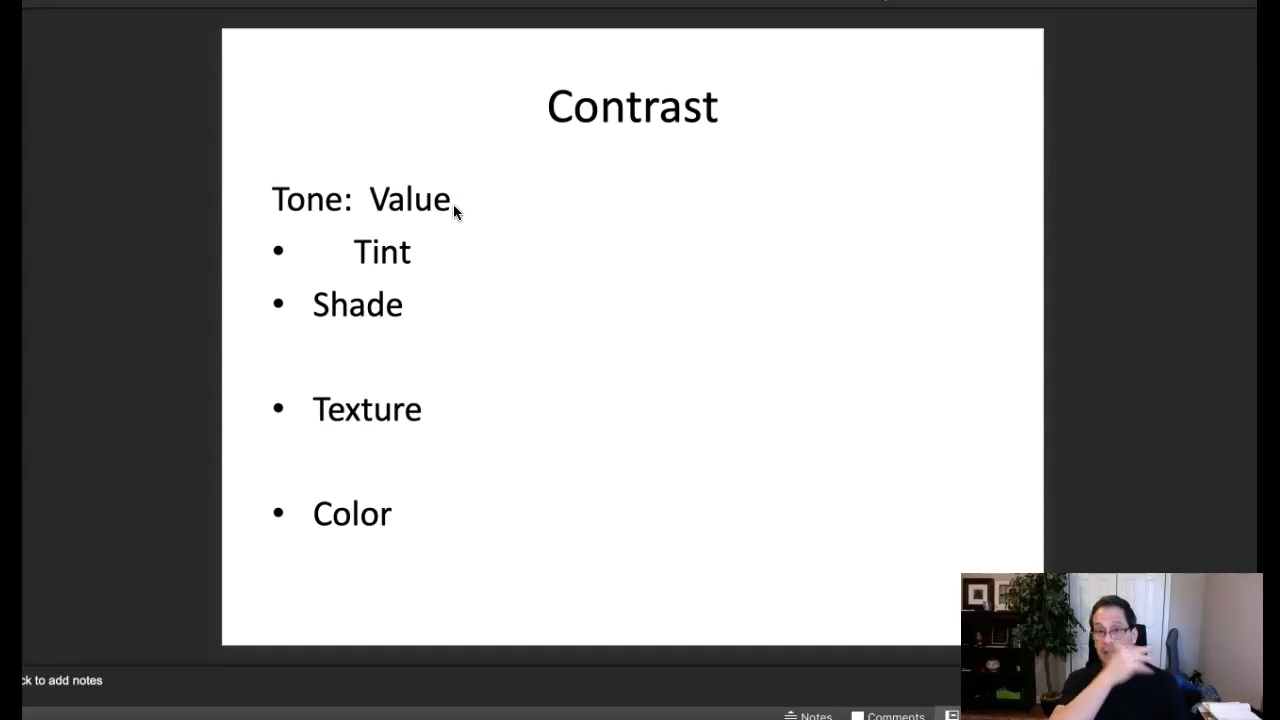 Contrast
Tone: Value
• Tint
• Shade
• Texture
• Color
ck to add notes
Notes Comments